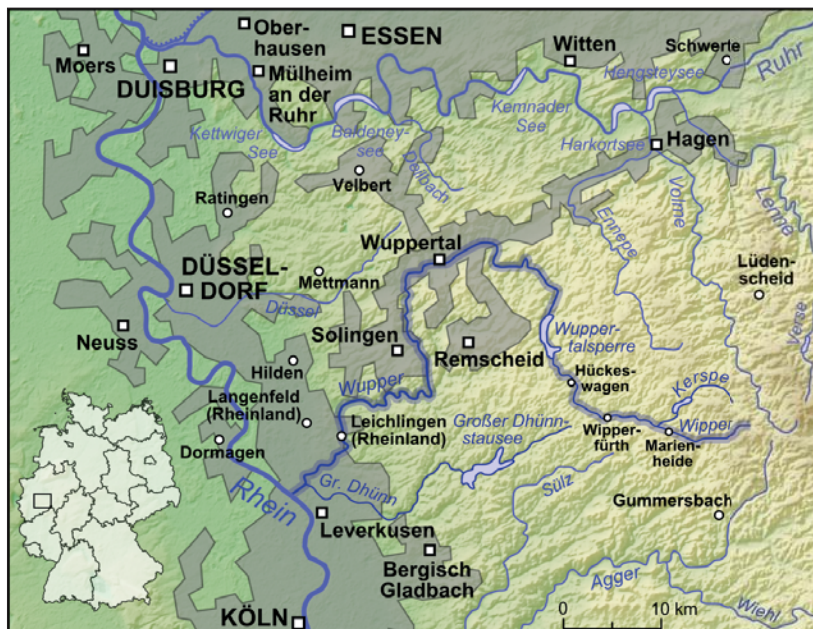 Ober-
hausen
ESSEN
Witten
Schwerle
Moers
DUISBURG
Mülheim
an der
Ruhr
Hengsteysee
Ruhr
Kettwiger
See
Baldeney-
see
Kemnader
See
Deilbach
Harkortsee
Hagen
Ratingen
Velbert
Ennepe
Volme
Lenne
Wuppertal
DÜSSEL-
DORF
Mettmann
Düssel
Lüden-
scheid
Neuss
Solingen
Remscheid
Wupper-
talsperre
Verse
Hilden
Wupper
Hückes-
wagen
Kerspe
Langenfeld
(Rheinland)
Leichlingen
(Rheinland)
Großer Dhünn-
stausee
Wipper-
fürth
Wipper
Marien-
heide
Dormagen
Rhein
Gr. Dhünn
Sülz
Gummersbach
Leverkusen
Bergisch
Gladbach
Agger
Wiehl
KÖLN
0 10 km